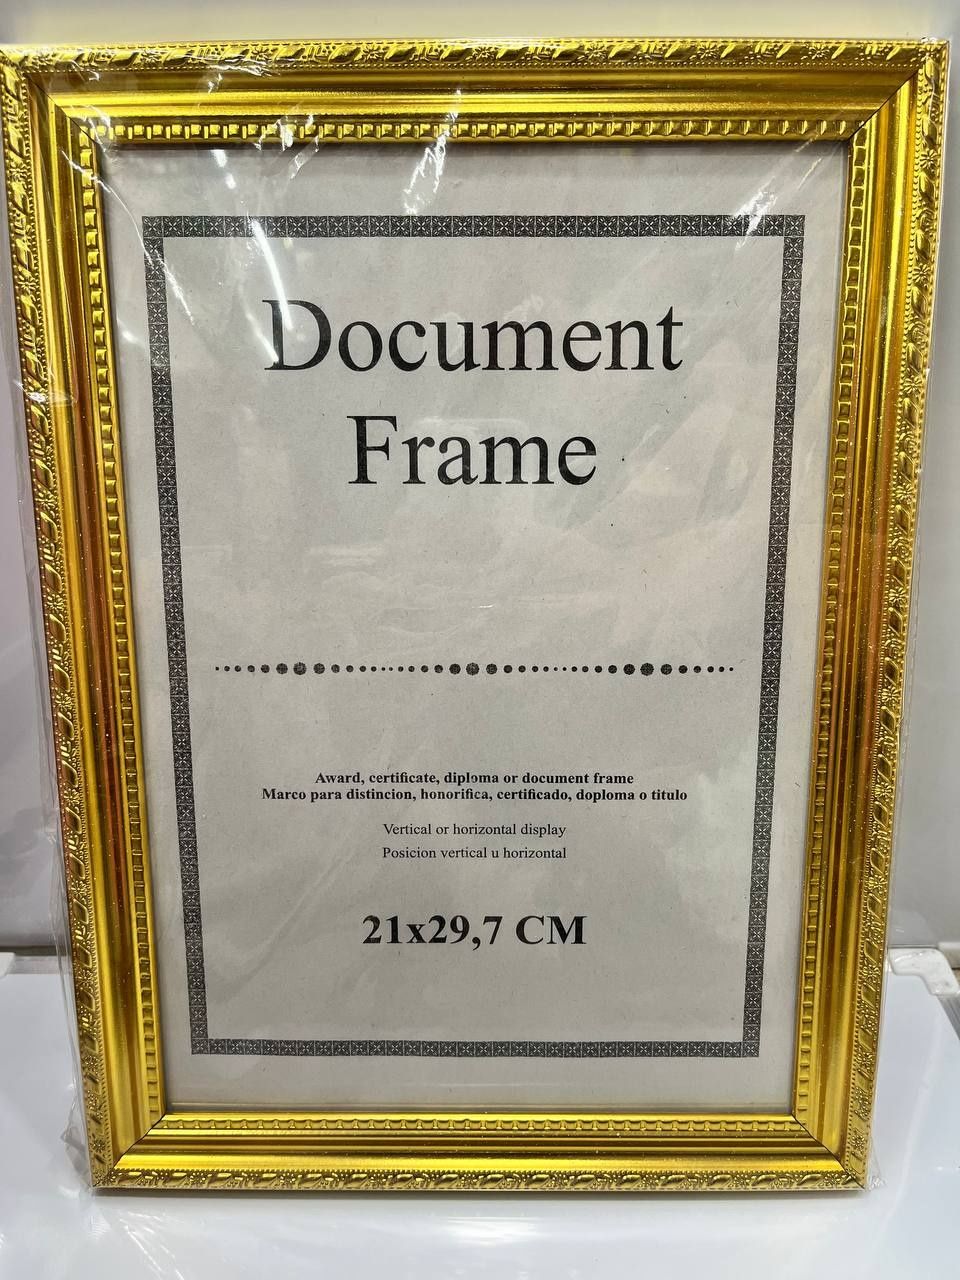 Document
Frame
Award, certificate, diploma or document frame
Marco para distincion, honorifica, certificado, doploma o titulo
Vertical or horizontal display
Posicion vertical u horizontal
21x29,7 CM